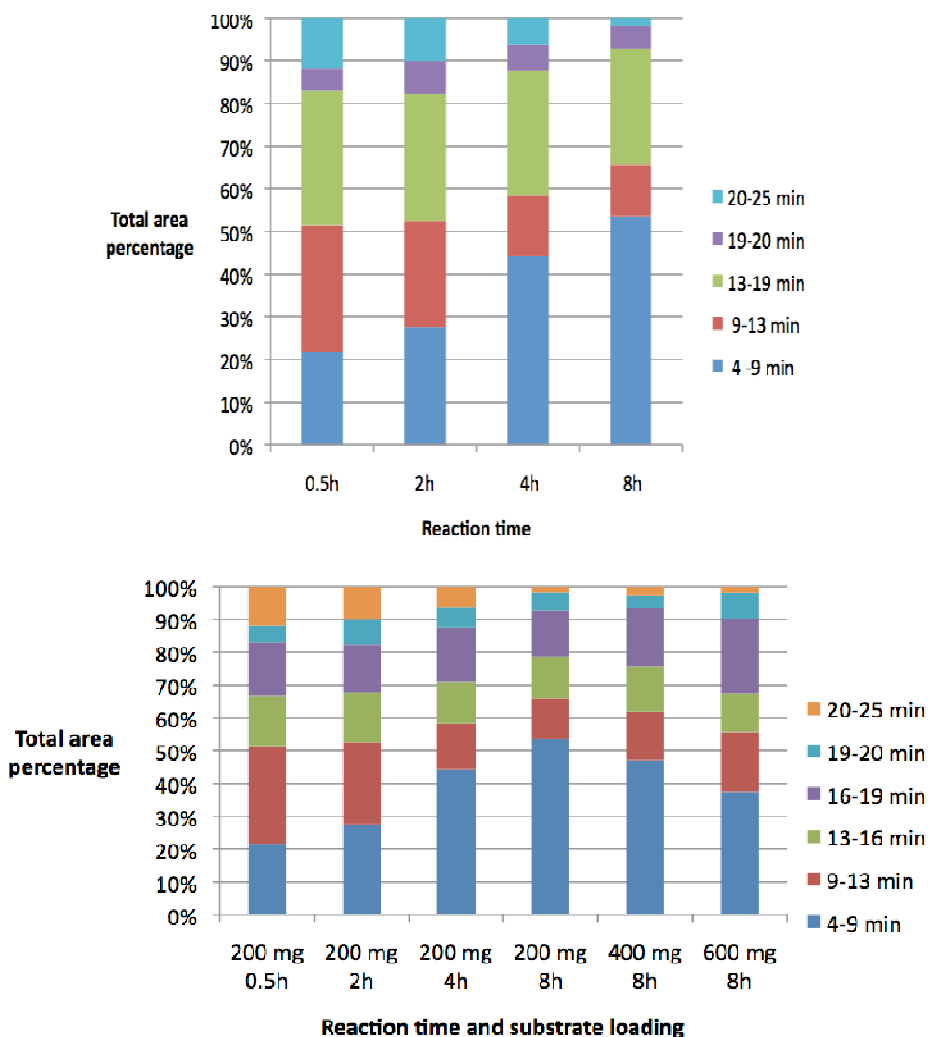 100%
90%
80%
70%
60%
50%
40%
30%
20%
10%
0%
Total area
percentage
20-25 min
19-20 min
13-19 min
9-13 min
4 -9 min
0.5h 2h 4h 8h
Reaction time
100%
90%
80%
70%
60%
50%
40%
30%
20%
10%
0%
Total area
percentage
20-25 min
19-20 min
16-19 min
13-16 min
9-13 min
4-9 min
200 mg 200 mg 200 mg 200 mg 400 mg 600 mg
0.5h 2h 4h 8h 8h 8h
Reaction time and substrate loading